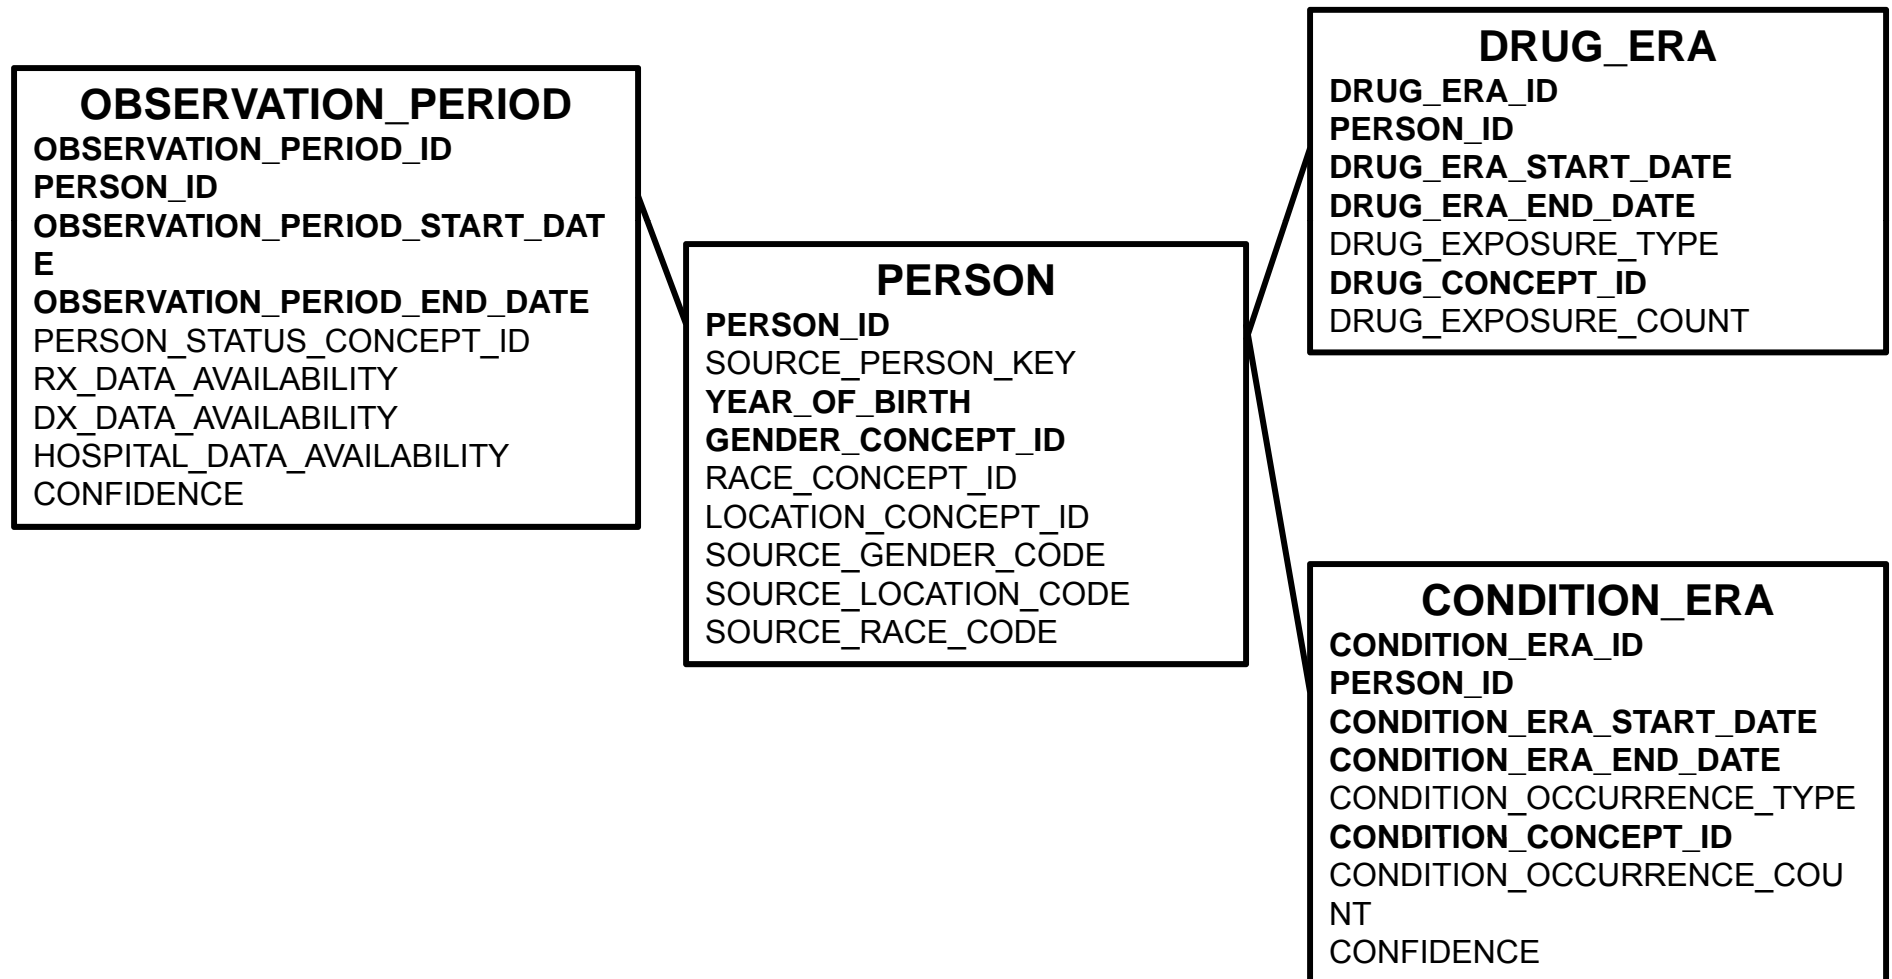 OBSERVATION_PERIOD
OBSERVATION_PERIOD_ID
PERSON_ID
OBSERVATION_PERIOD_START_DAT
E
OBSERVATION_PERIOD_END_DATE
PERSON_STATUS_CONCEPT_ID
RX_DATA_AVAILABILITY
DX_DATA_AVAILABILITY
HOSPITAL_DATA_AVAILABILITY
CONFIDENCE
PERSON
PERSON_ID
SOURCE_PERSON_KEY
YEAR_OF_BIRTH
GENDER_CONCEPT_ID
RACE_CONCEPT_ID
LOCATION_CONCEPT_ID
SOURCE_GENDER_CODE
SOURCE_LOCATION_CODE
SOURCE_RACE_CODE
DRUG_ERA
DRUG_ERA_ID
PERSON_ID
DRUG_ERA_START_DATE
DRUG_ERA_END_DATE
DRUG_EXPOSURE_TYPE
DRUG_CONCEPT_ID
DRUG_EXPOSURE_COUNT
CONDITION_ERA
CONDITION_ERA_ID
PERSON_ID
CONDITION_ERA_START_DATE
CONDITION_ERA_END_DATE
CONDITION_OCCURRENCE_TYPE
CONDITION_CONCEPT_ID
CONDITION_OCCURRENCE_COU
NT
CONFIDENCE